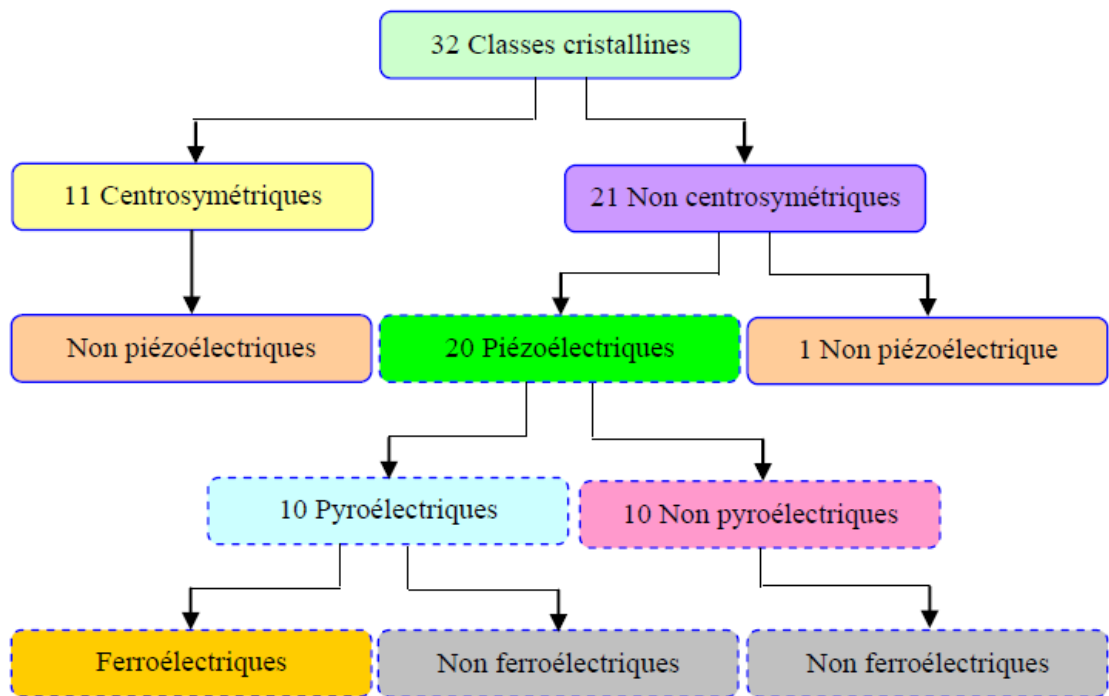 32 Classes cristallines
11 Centrosymétriques
21 Non centrosymétriques
Non piézoélectriques
20 Piézoélectriques
1 Non piézoélectrique
10 Pyroélectriques
10 Non pyroélectriques
Ferroélectriques
Non ferroélectriques
Non ferroélectriques